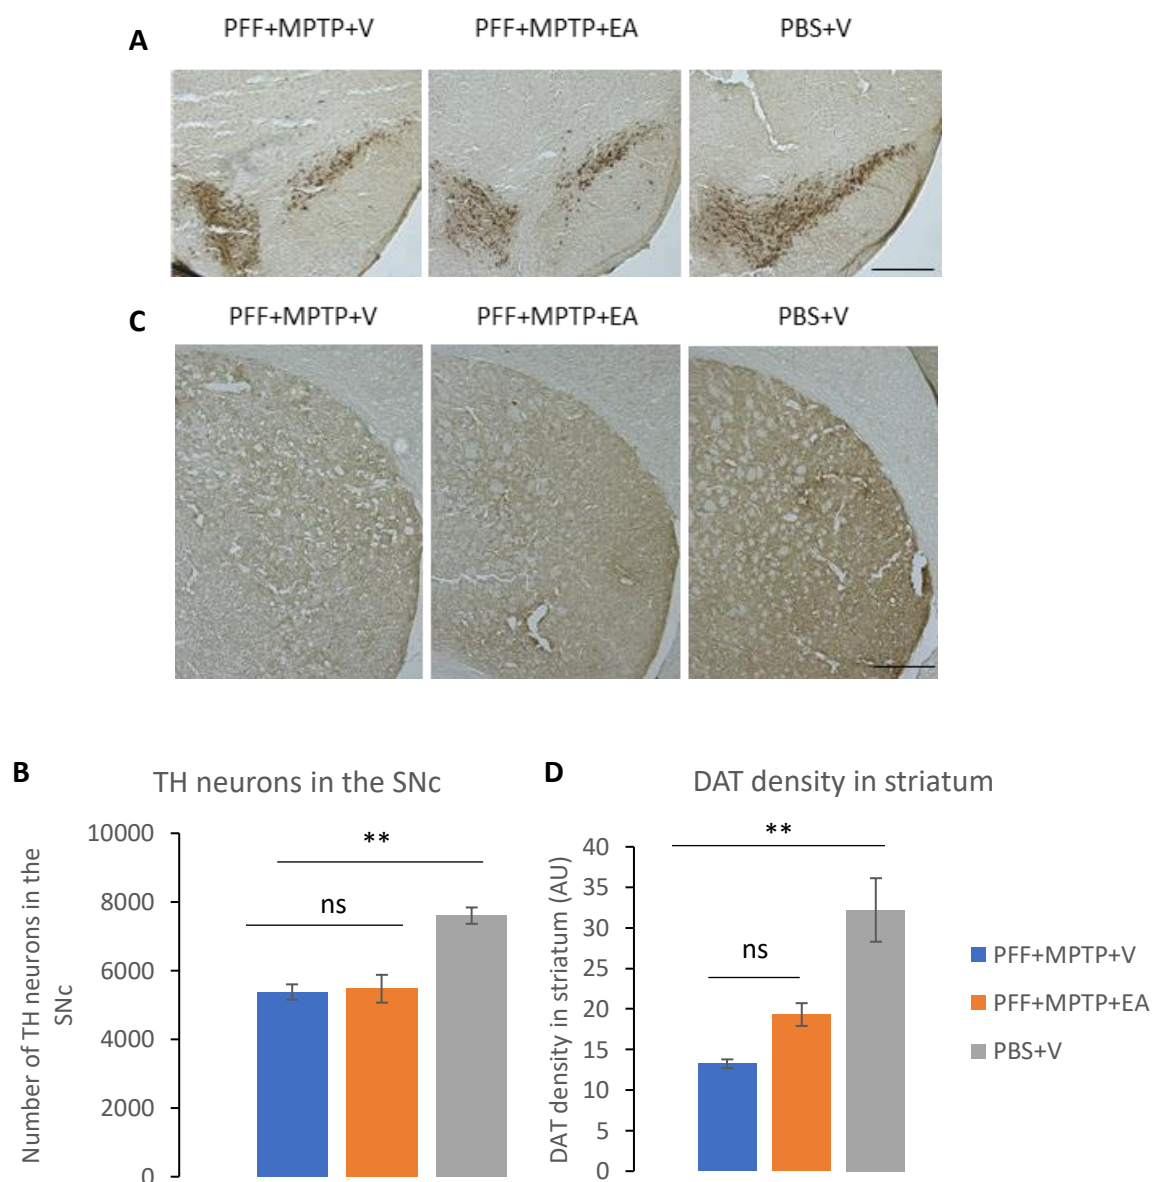 A
PFF+MPTP+V
PFF+MPTP+EA
PBS+V
C
PFF+MPTP+V
PFF+MPTP+EA
PBS+V
B
TH neurons in the SNc
Number of TH neurons in the
SNc
10000
8000
6000
4000
2000
0
**
ns
D
DAT density in striatum
DAT density in striatum (AU)
40
35
30
25
20
15
10
5
0
**
ns
PFF+MPTP+V
PFF+MPTP+EA
PBS+V